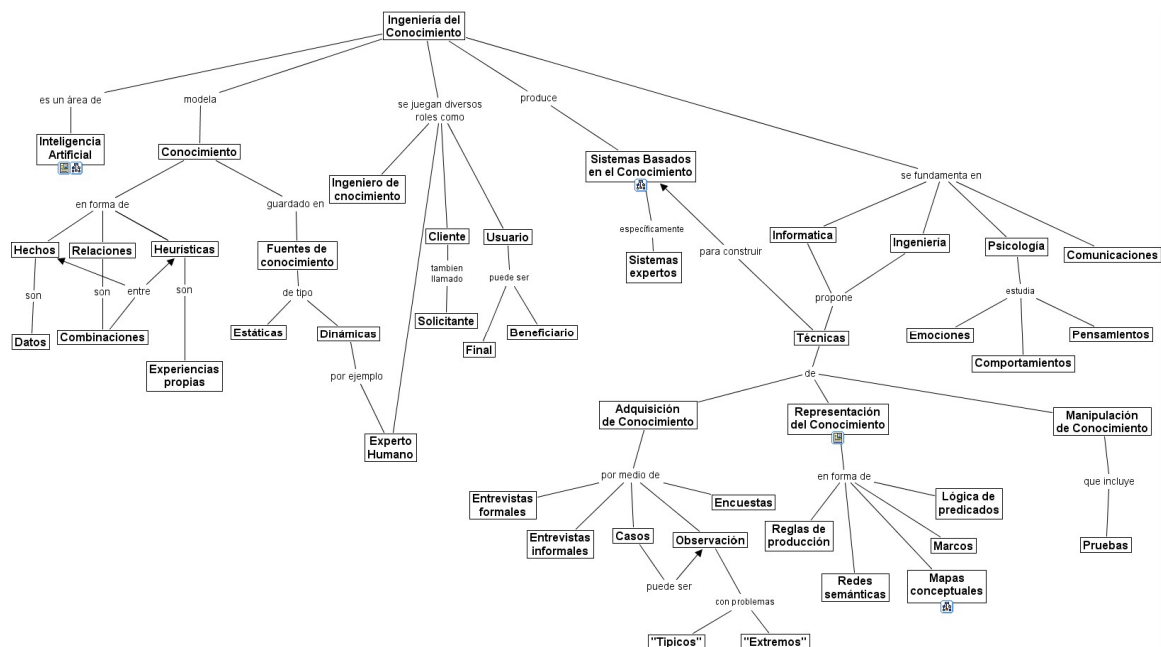 Ingeniería del
Conocimiento
es un área de
modela
se juegan diversos
roles como
produce
Inteligencia
Artificial
Conocimiento
Sistemas Basados
en el Conocimiento
se fundamenta en
Ingeniero de
cnocimiento
en forma de
guardado en
Hechos
Relaciones
Heurísticas
Fuentes de
conocimiento
Cliente
Usuario
específicamente
para construir
Informatica
Ingeniería
Psicología
Comunicaciones
Sistemas
expertos
tambien
llamado
puede ser
son
son
entre
son
de tipo
estudia
propone
Datos
Combinaciones
Estáticas
Dinámicas
Solicitante
Final
Beneficiario
Técnicas
Emociones
Comportamientos
Pensamientos
Experiencias
propias
por ejemplo
de
Experto
Humano
Adquisición
de Conocimiento
Representación
del Conocimiento
Manipulación
de Conocimiento
por medio de
en forma de
que incluye
Entrevistas
formales
Entrevistas
informales
Casos
Observación
Encuestas
Reglas de
producción
Redes
semánticas
Mapas
conceptuales
Marcos
Lógica de
predicados
Pruebas
puede ser
con problemas
"Tipicos"
"Extremos"